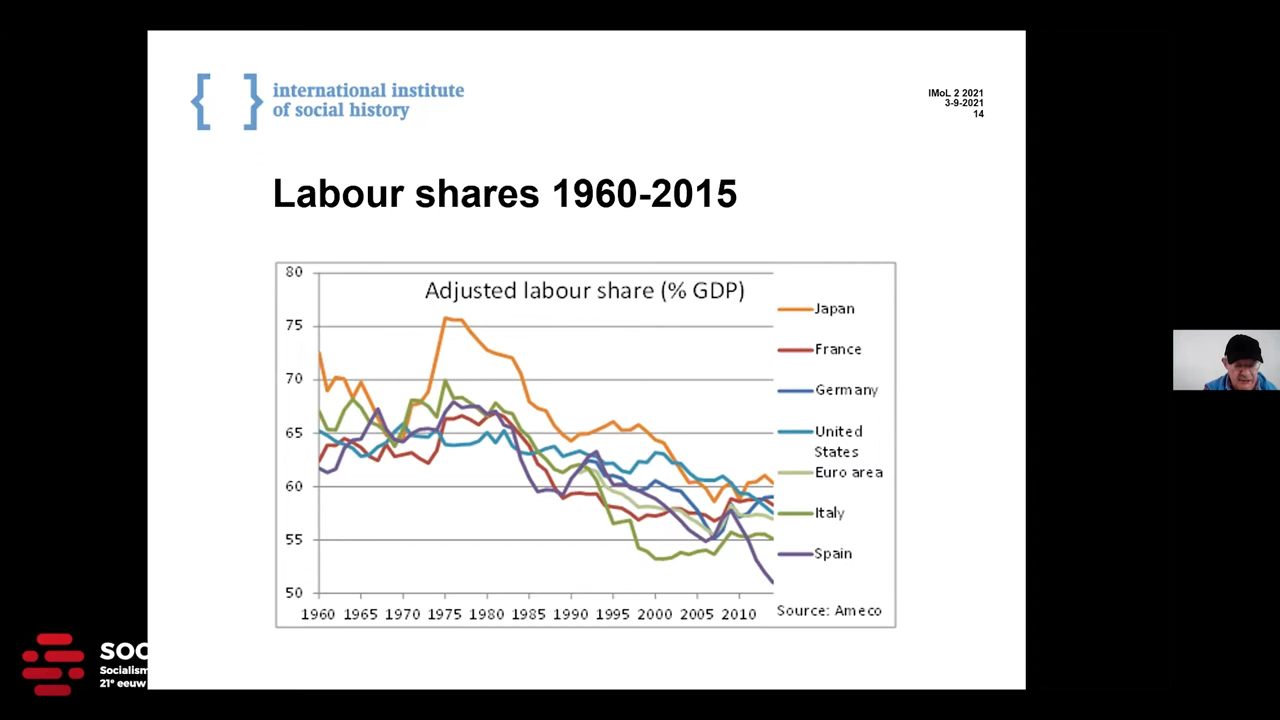 international institute
of social history
IMoL 2 2021
3-9-2021
14
Labour shares 1960-2015
Adjusted labour share (% GDP)
80
75
70
65
60
55
50
1960 1965 1970 1975 1980 1985 1990 1995 2000 2005 2010
Japan
France
Germany
United
States
Euro area
Italy
Spain
Source: Ameco
SOC
Socialism
21e eeuw